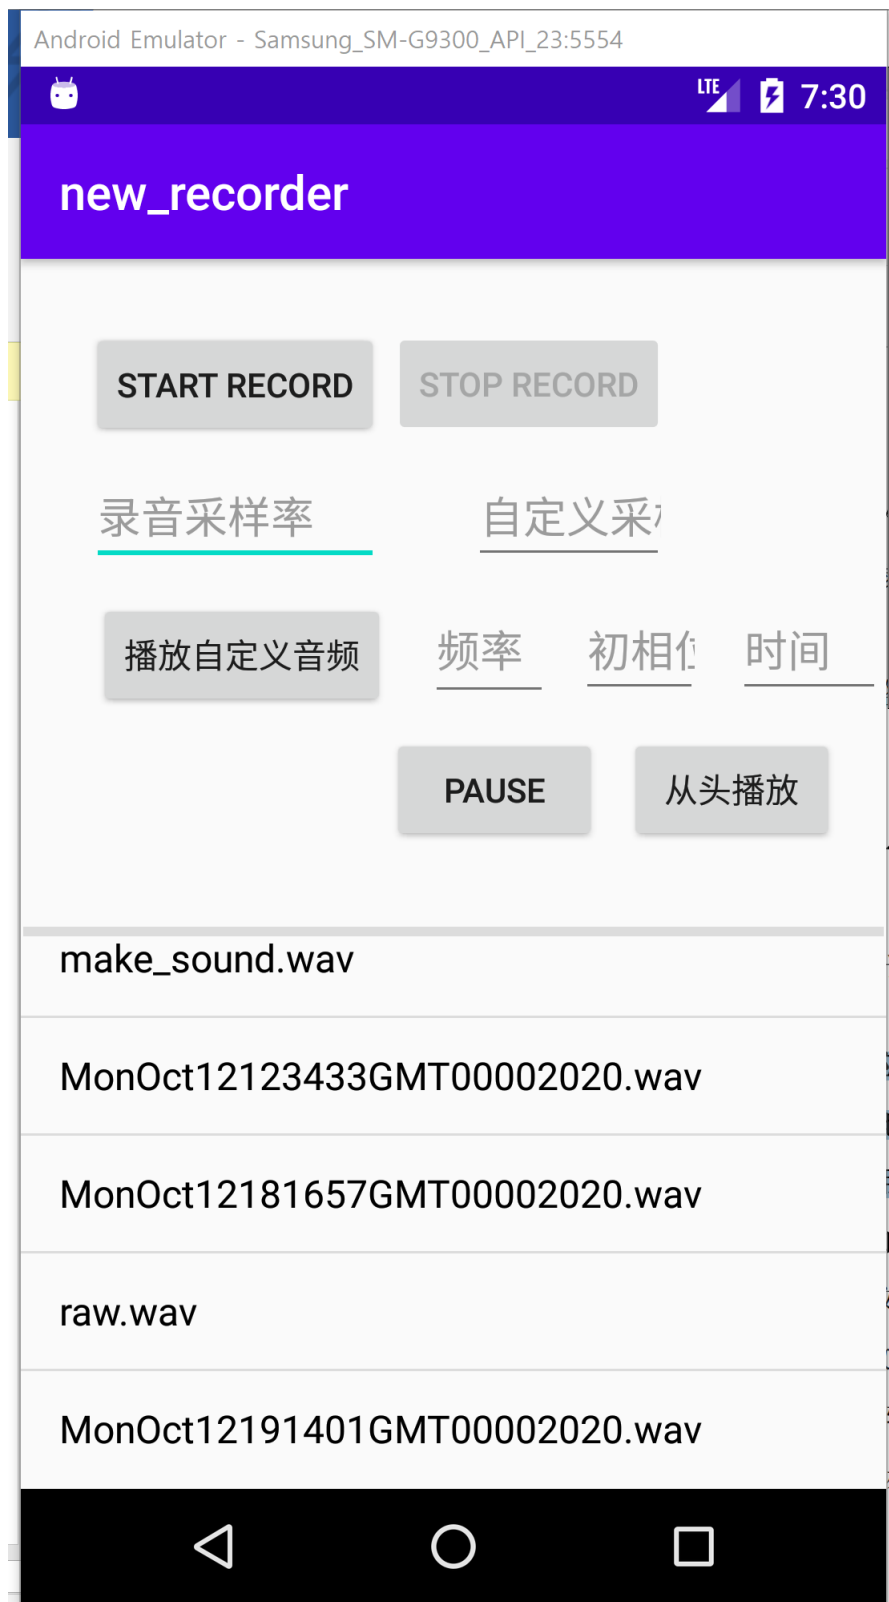 Android Emulator - Samsung_SM-G9300_API_23:5554
LTE 7:30
new_recorder
START RECORD STOP RECORD
录音采样率 自定义采
播放自定义音频 频率 初相位 时间
PAUSE 从头播放
make_sound.wav
MonOct12123433GMT00002020.wav
MonOct12181657GMT00002020.wav
raw.wav
MonOct12191401GMT00002020.wav